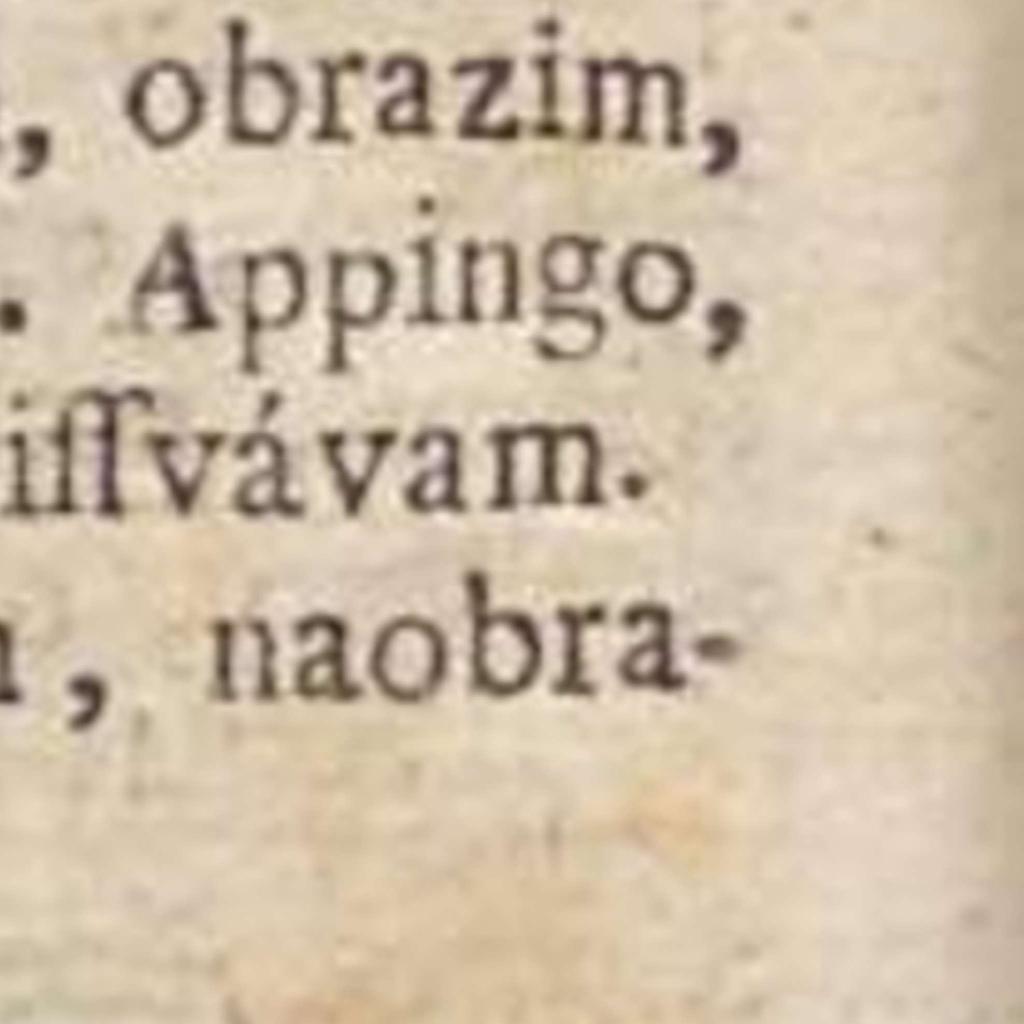 , obrazim,
. Appingo,
iſſvávam.
, naobra-